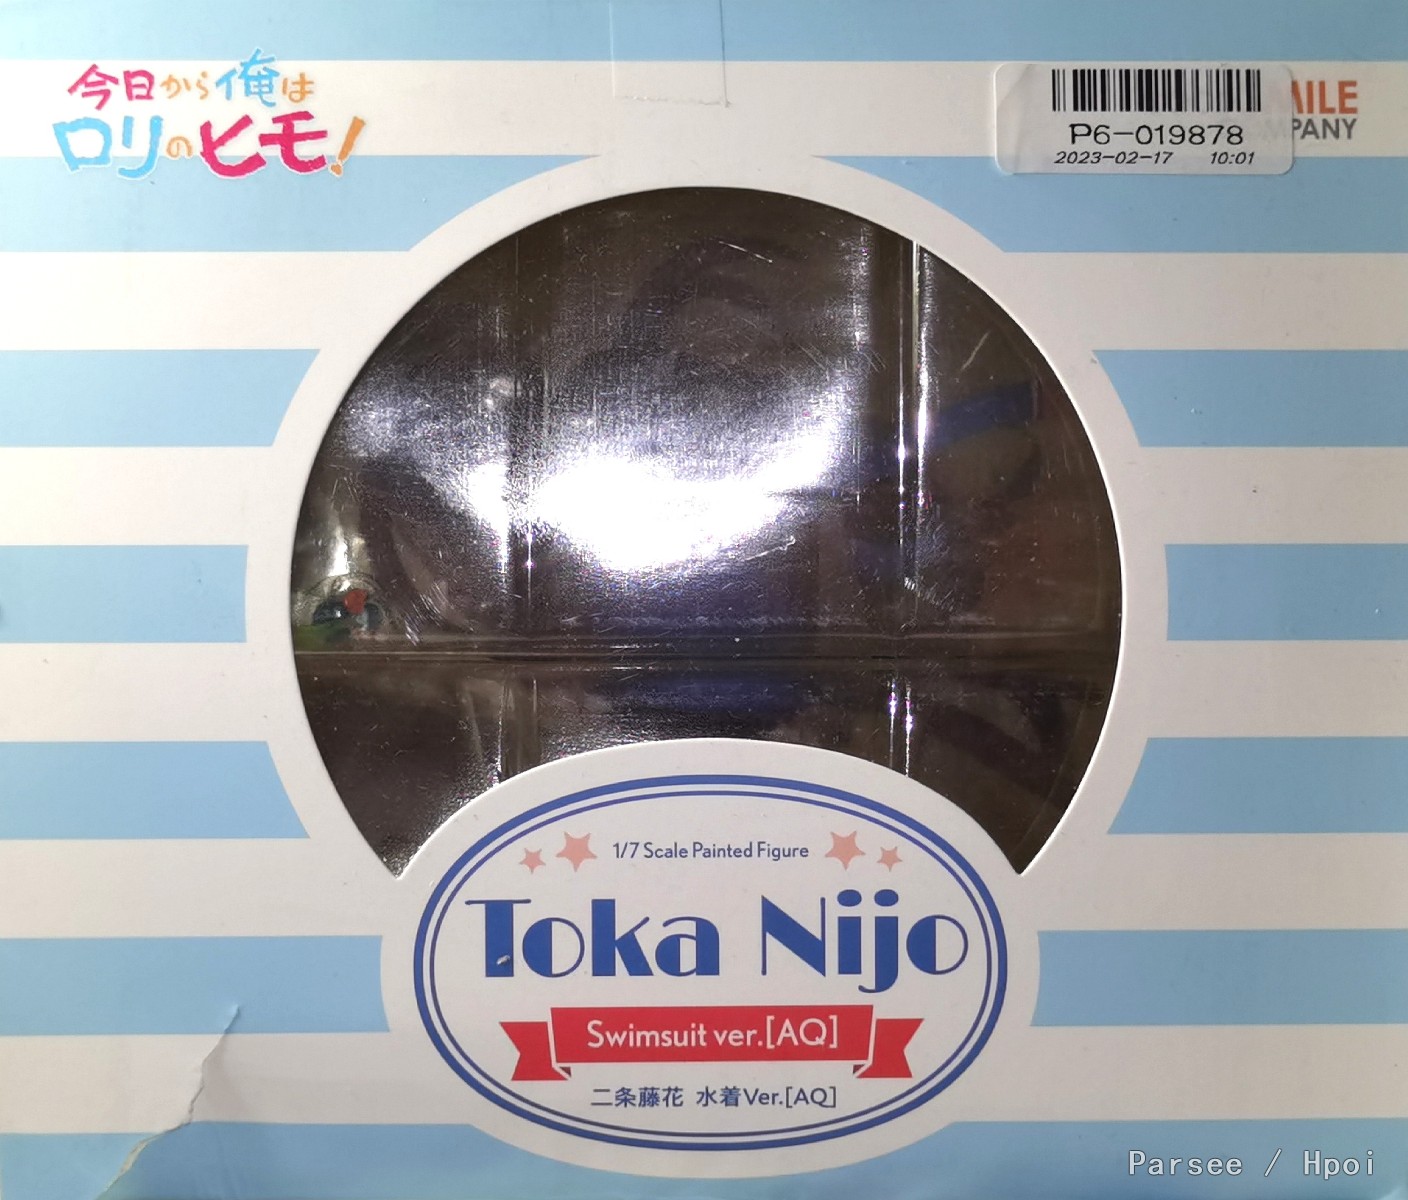 今日から俺は
ロリのヒモ!
P6-019878
2023-02-17 10:01
MILE
PANY
1/7 Scale Painted Figure
Toka Nijo
Swimsuit ver.[AQ]
二条藤花 水着Ver.[AQ]
Parsee / Hpoi